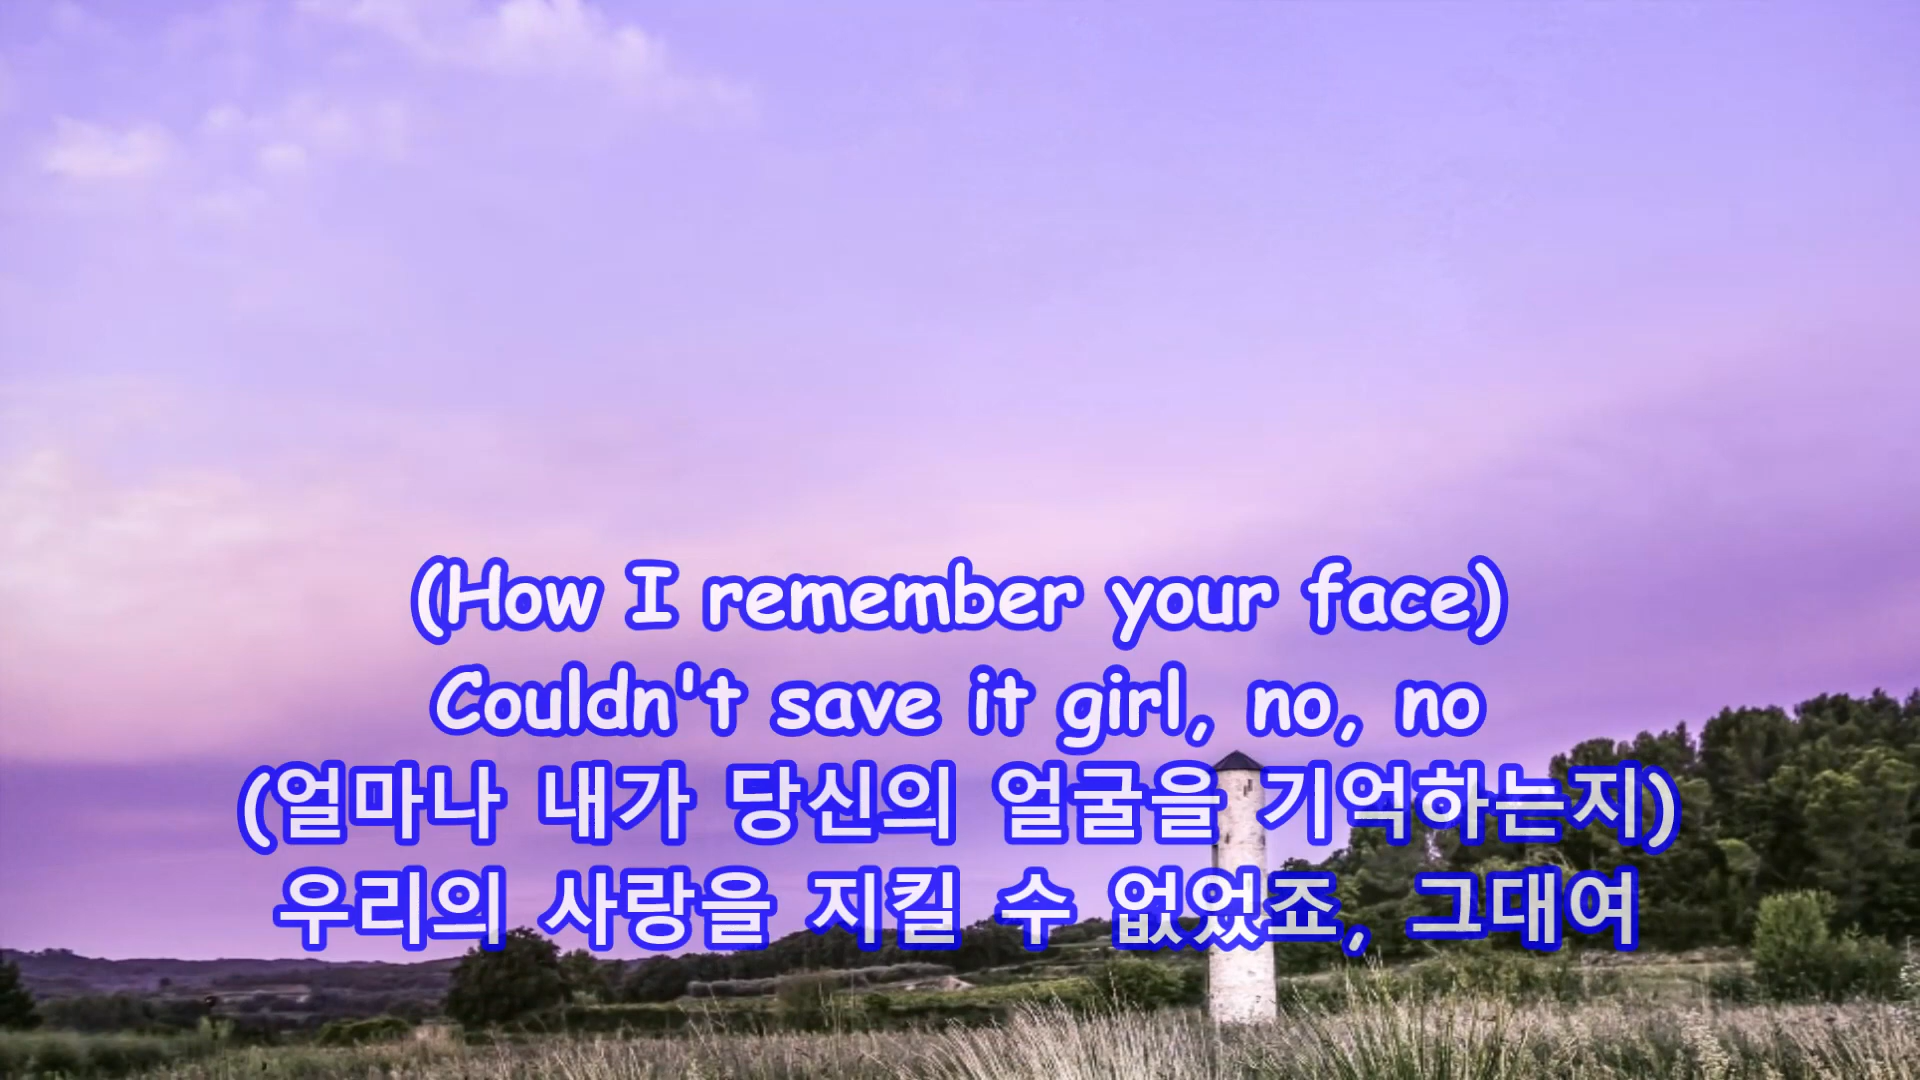 (How I remember your face)
Couldn't save it girl, no, no
(얼마나 내가 당신의 얼굴을 기억하는지)
우리의 사랑을 지킬 수 없었죠, 그대여